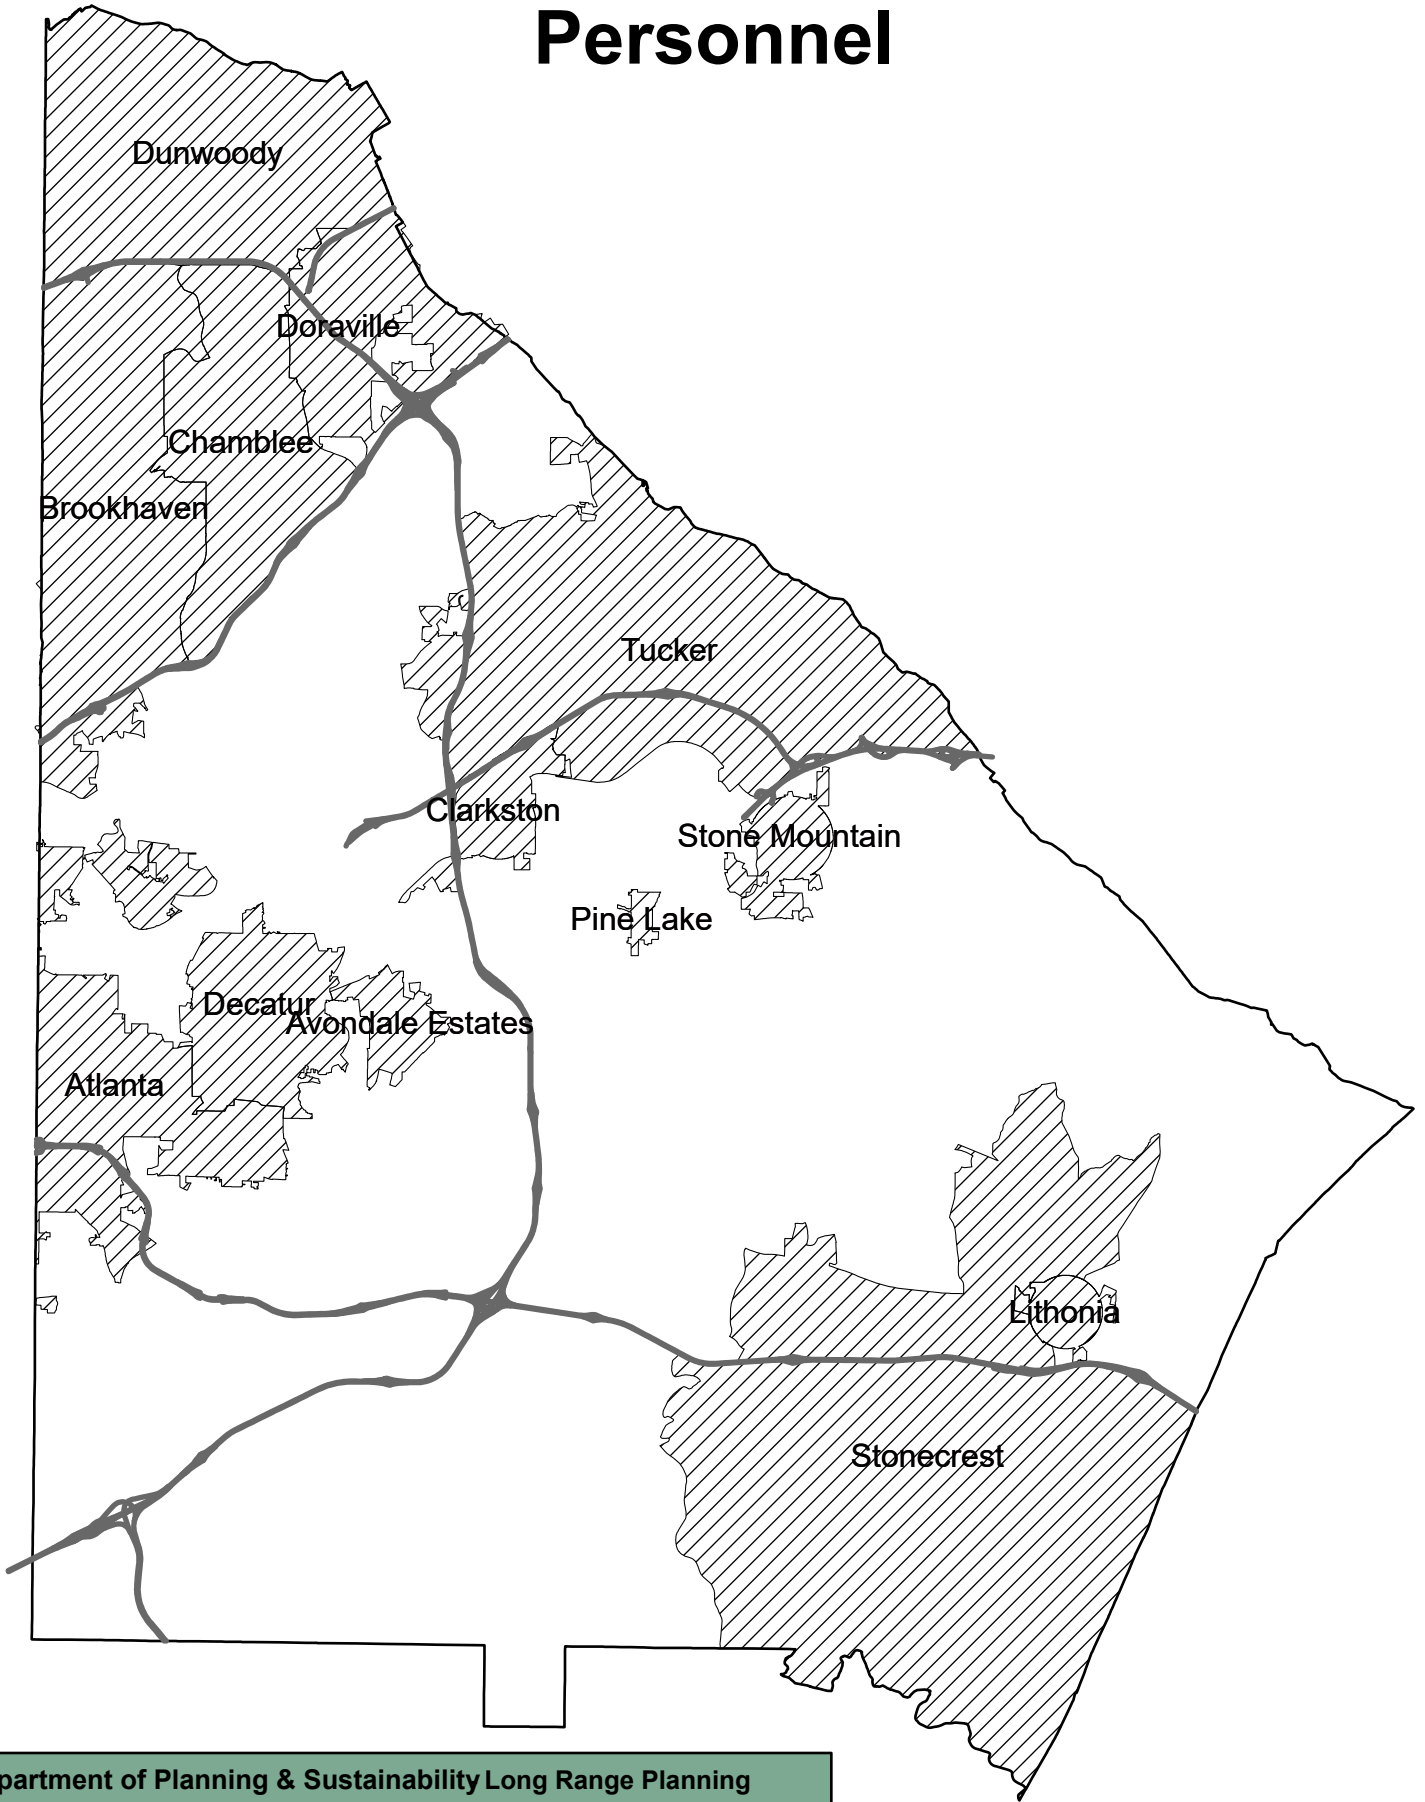 Personnel
Dunwoody
Doraville
Chamblee
Brookhaven
Tucker
Clarkston
Stone Mountain
Pine Lake
Decatur
Avondale Estates
Atlanta
Lithonia
Stonecrest
partment of Planning & Sustainability Long Range Planning